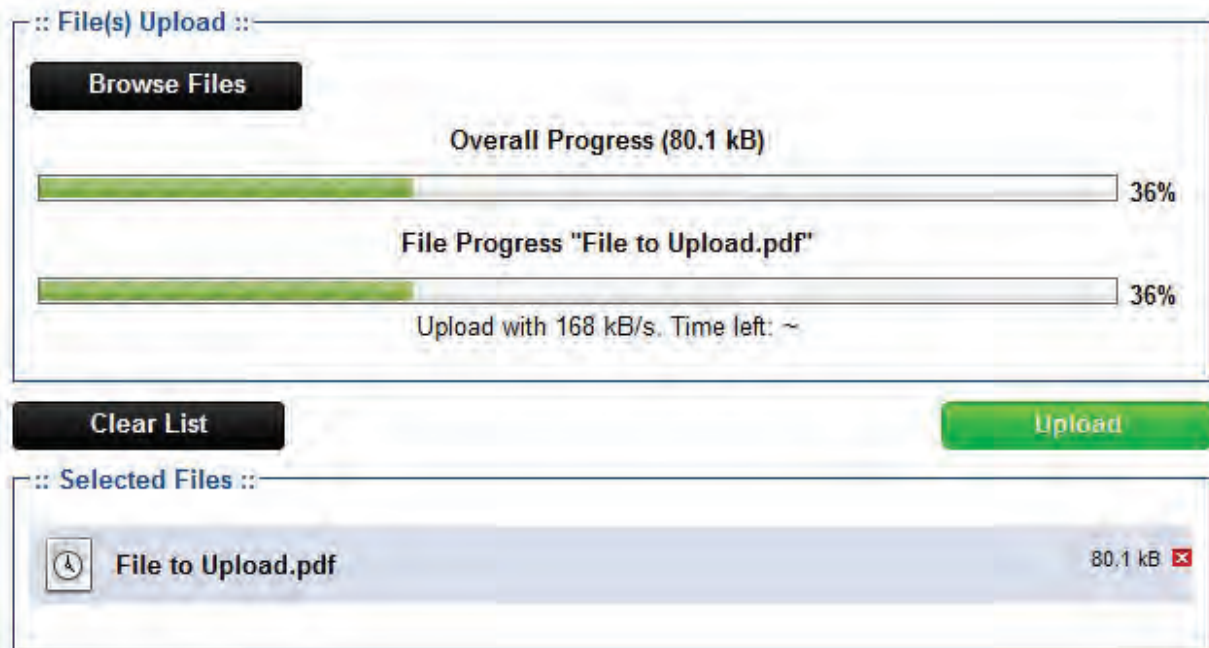 :: File(s) Upload ::
Browse Files
Overall Progress (80.1 kB)
36%
File Progress "File to Upload.pdf"
36%
Upload with 168 kB/s. Time left: ~
Clear List
Upload
:: Selected Files ::
File to Upload.pdf
80.1 kB